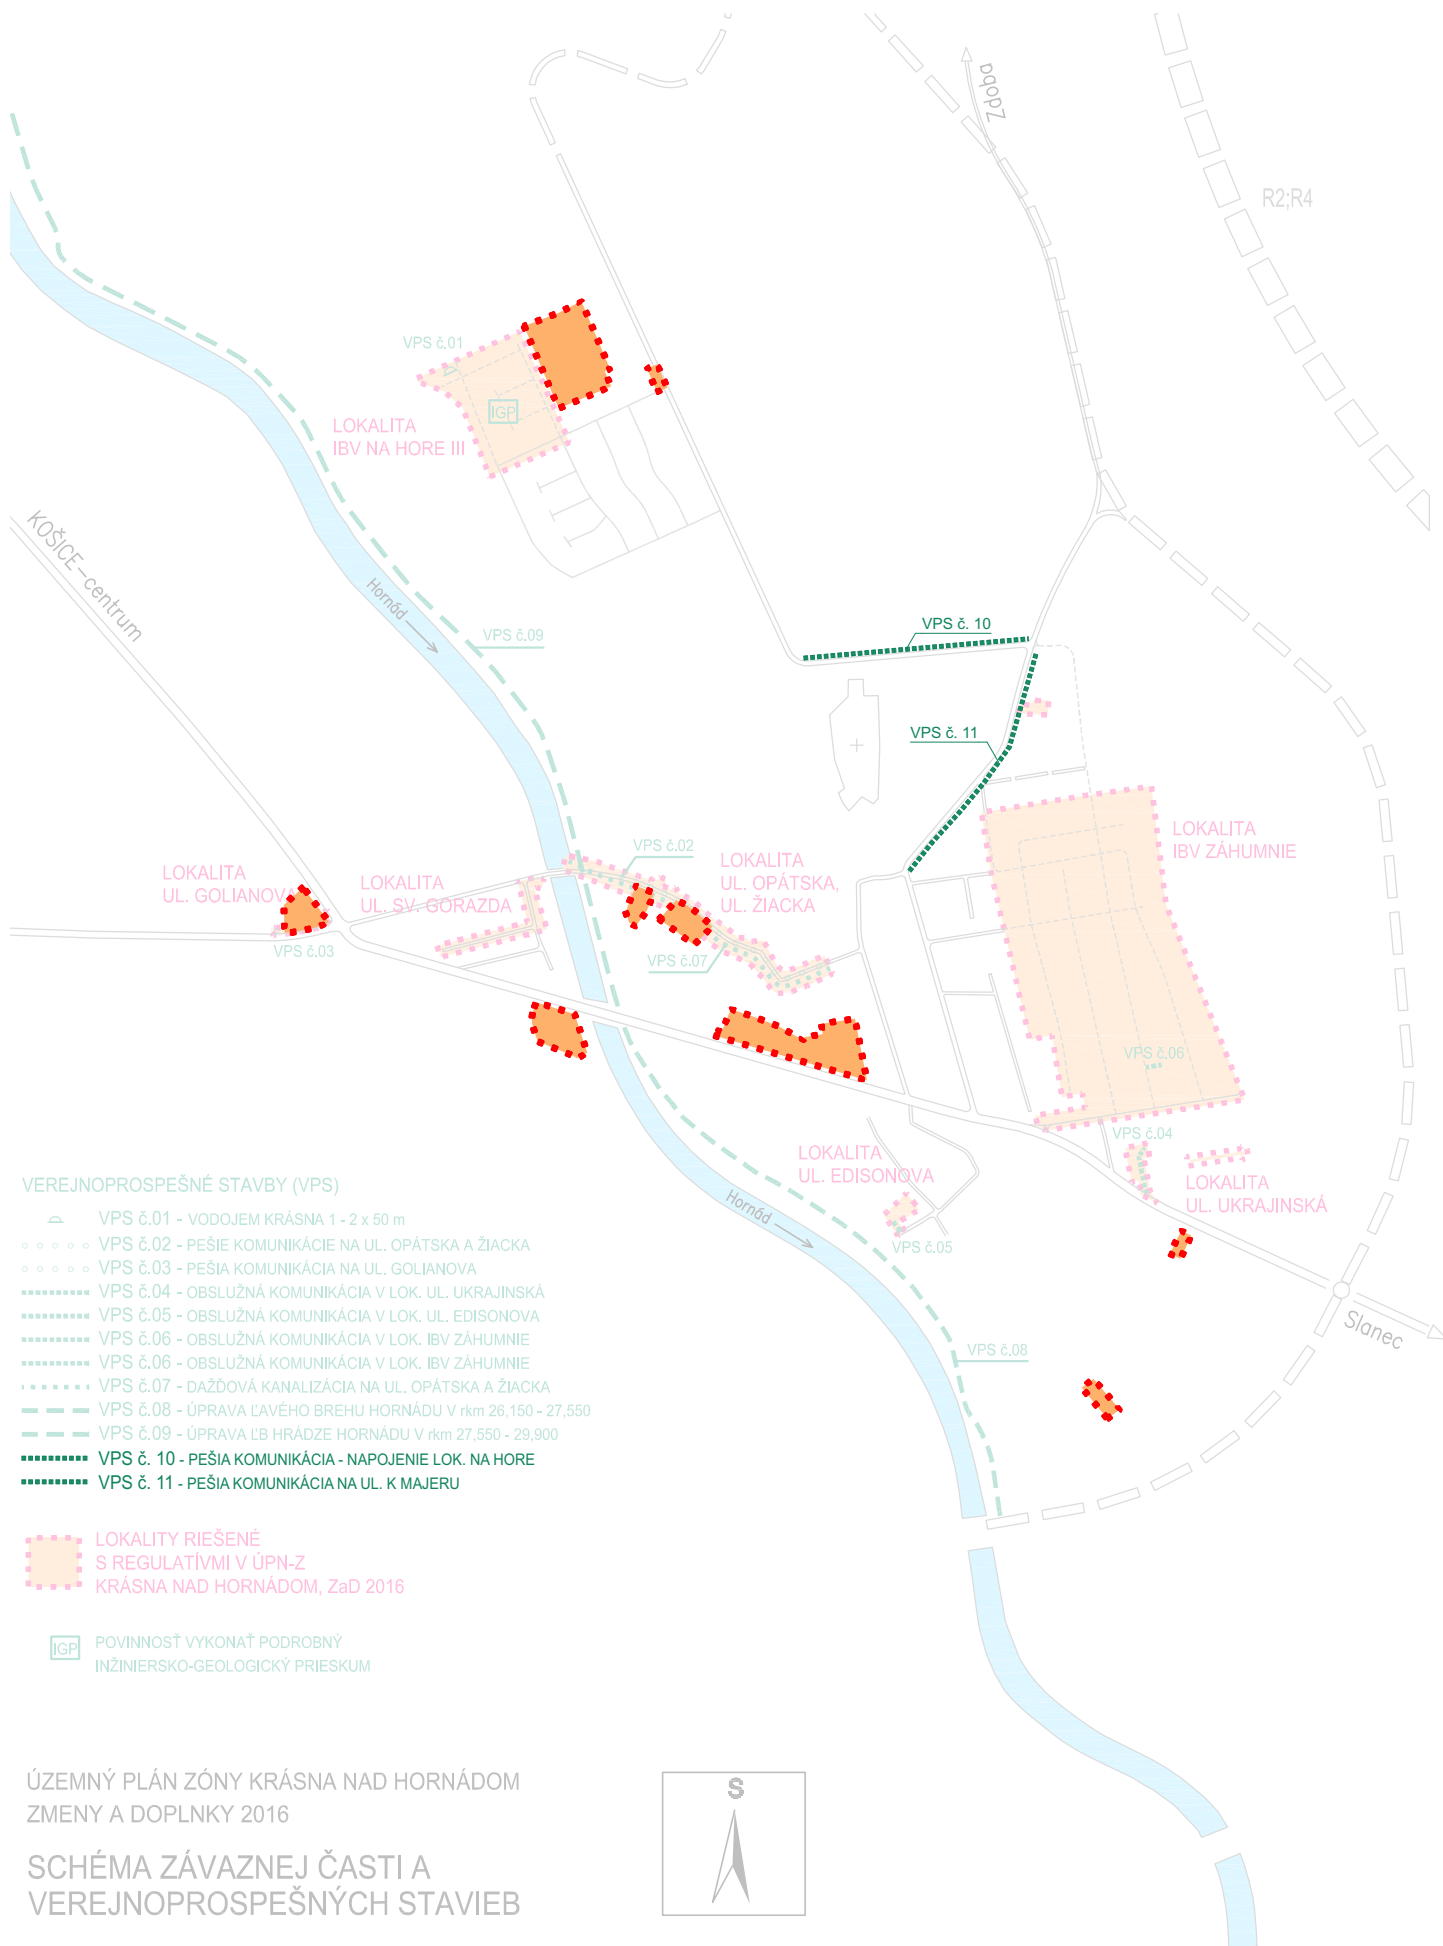 Zdoba
R2;R4
VPS č.01
IGP
LOKALITA
IBV NA HORE III
KOŠICE-centrum
Hornád
VPS č.09
VPS č. 10
VPS č. 11
LOKALITA
IBV ZÁHUMNIE
VPS č.02
LOKALITA
UL. OPÁTSKA,
UL. ŽIACKA
LOKALITA
UL. GOLIANOVA
LOKALITA
UL. SV. GORAZDA
VPS č.03
VPS č.07
VPS č.06
VPS č.04
LOKALITA
UL. EDISONOVA
LOKALITA
UL. UKRAJINSKÁ
Hornád
VPS č.05
Slanec
VPS č.08
VEREJNOPROSPEŠNÉ STAVBY (VPS)
VPS č.01 - VODOJEM KRÁSNA 1 - 2 x 50 m
VPS č.02 - PEŠIE KOMUNIKÁCIE NA UL. OPÁTSKA A ŽIACKA
VPS č.03 - PEŠIA KOMUNIKÁCIA NA UL. GOLIANOVA
VPS č.04 - OBSLUŽNÁ KOMUNIKÁCIA V LOK. UL. UKRAJINSKÁ
VPS č.05 - OBSLUŽNÁ KOMUNIKÁCIA V LOK. UL. EDISONOVA
VPS č.06 - OBSLUŽNÁ KOMUNIKÁCIA V LOK. IBV ZÁHUMNIE
VPS č.06 - OBSLUŽNÁ KOMUNIKÁCIA V LOK. IBV ZÁHUMNIE
VPS č.07 - DAŽĎOVÁ KANALIZÁCIA NA UL. OPÁTSKA A ŽIACKA
VPS č.08 - ÚPRAVA ĽAVÉHO BREHU HORNÁDU V rkm 26,150 - 27,550
VPS č.09 - ÚPRAVA ĽB HRÁDZE HORNÁDU V rkm 27,550 - 29,900
VPS č. 10 - PEŠIA KOMUNIKÁCIA - NAPOJENIE LOK. NA HORE
VPS č. 11 - PEŠIA KOMUNIKÁCIA NA UL. K MAJERU
LOKALITY RIEŠENÉ
S REGULATÍVMI V ÚPN-Z
KRÁSNA NAD HORNÁDOM, ZaD 2016
IGP
POVINNOSŤ VYKONAŤ PODROBNÝ
INŽINIERSKO-GEOLOGICKÝ PRIESKUM
ÚZEMNÝ PLÁN ZÓNY KRÁSNA NAD HORNÁDOM
ZMENY A DOPLNKY 2016
SCHÉMA ZÁVAZNEJ ČASTI A
VEREJNOPROSPEŠNÝCH STAVIEB
S